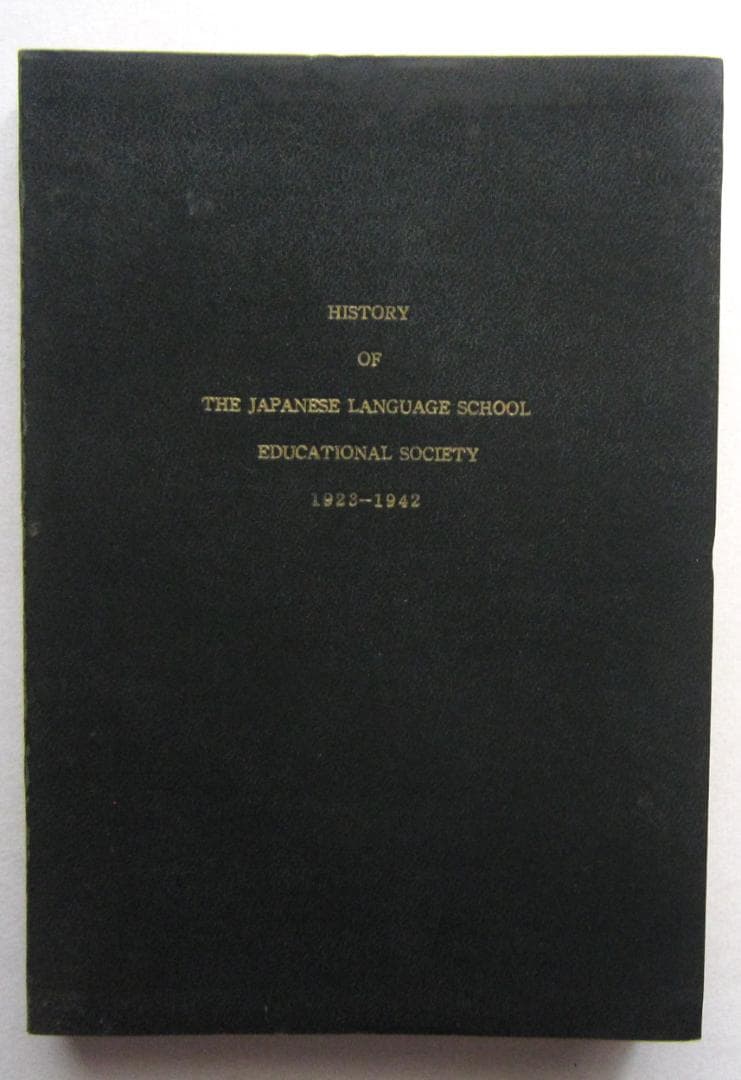 HISTORY
OF
THE JAPANESE LANGUAGE SCHOOL
EDUCATIONAL SOCIETY
1923-1942